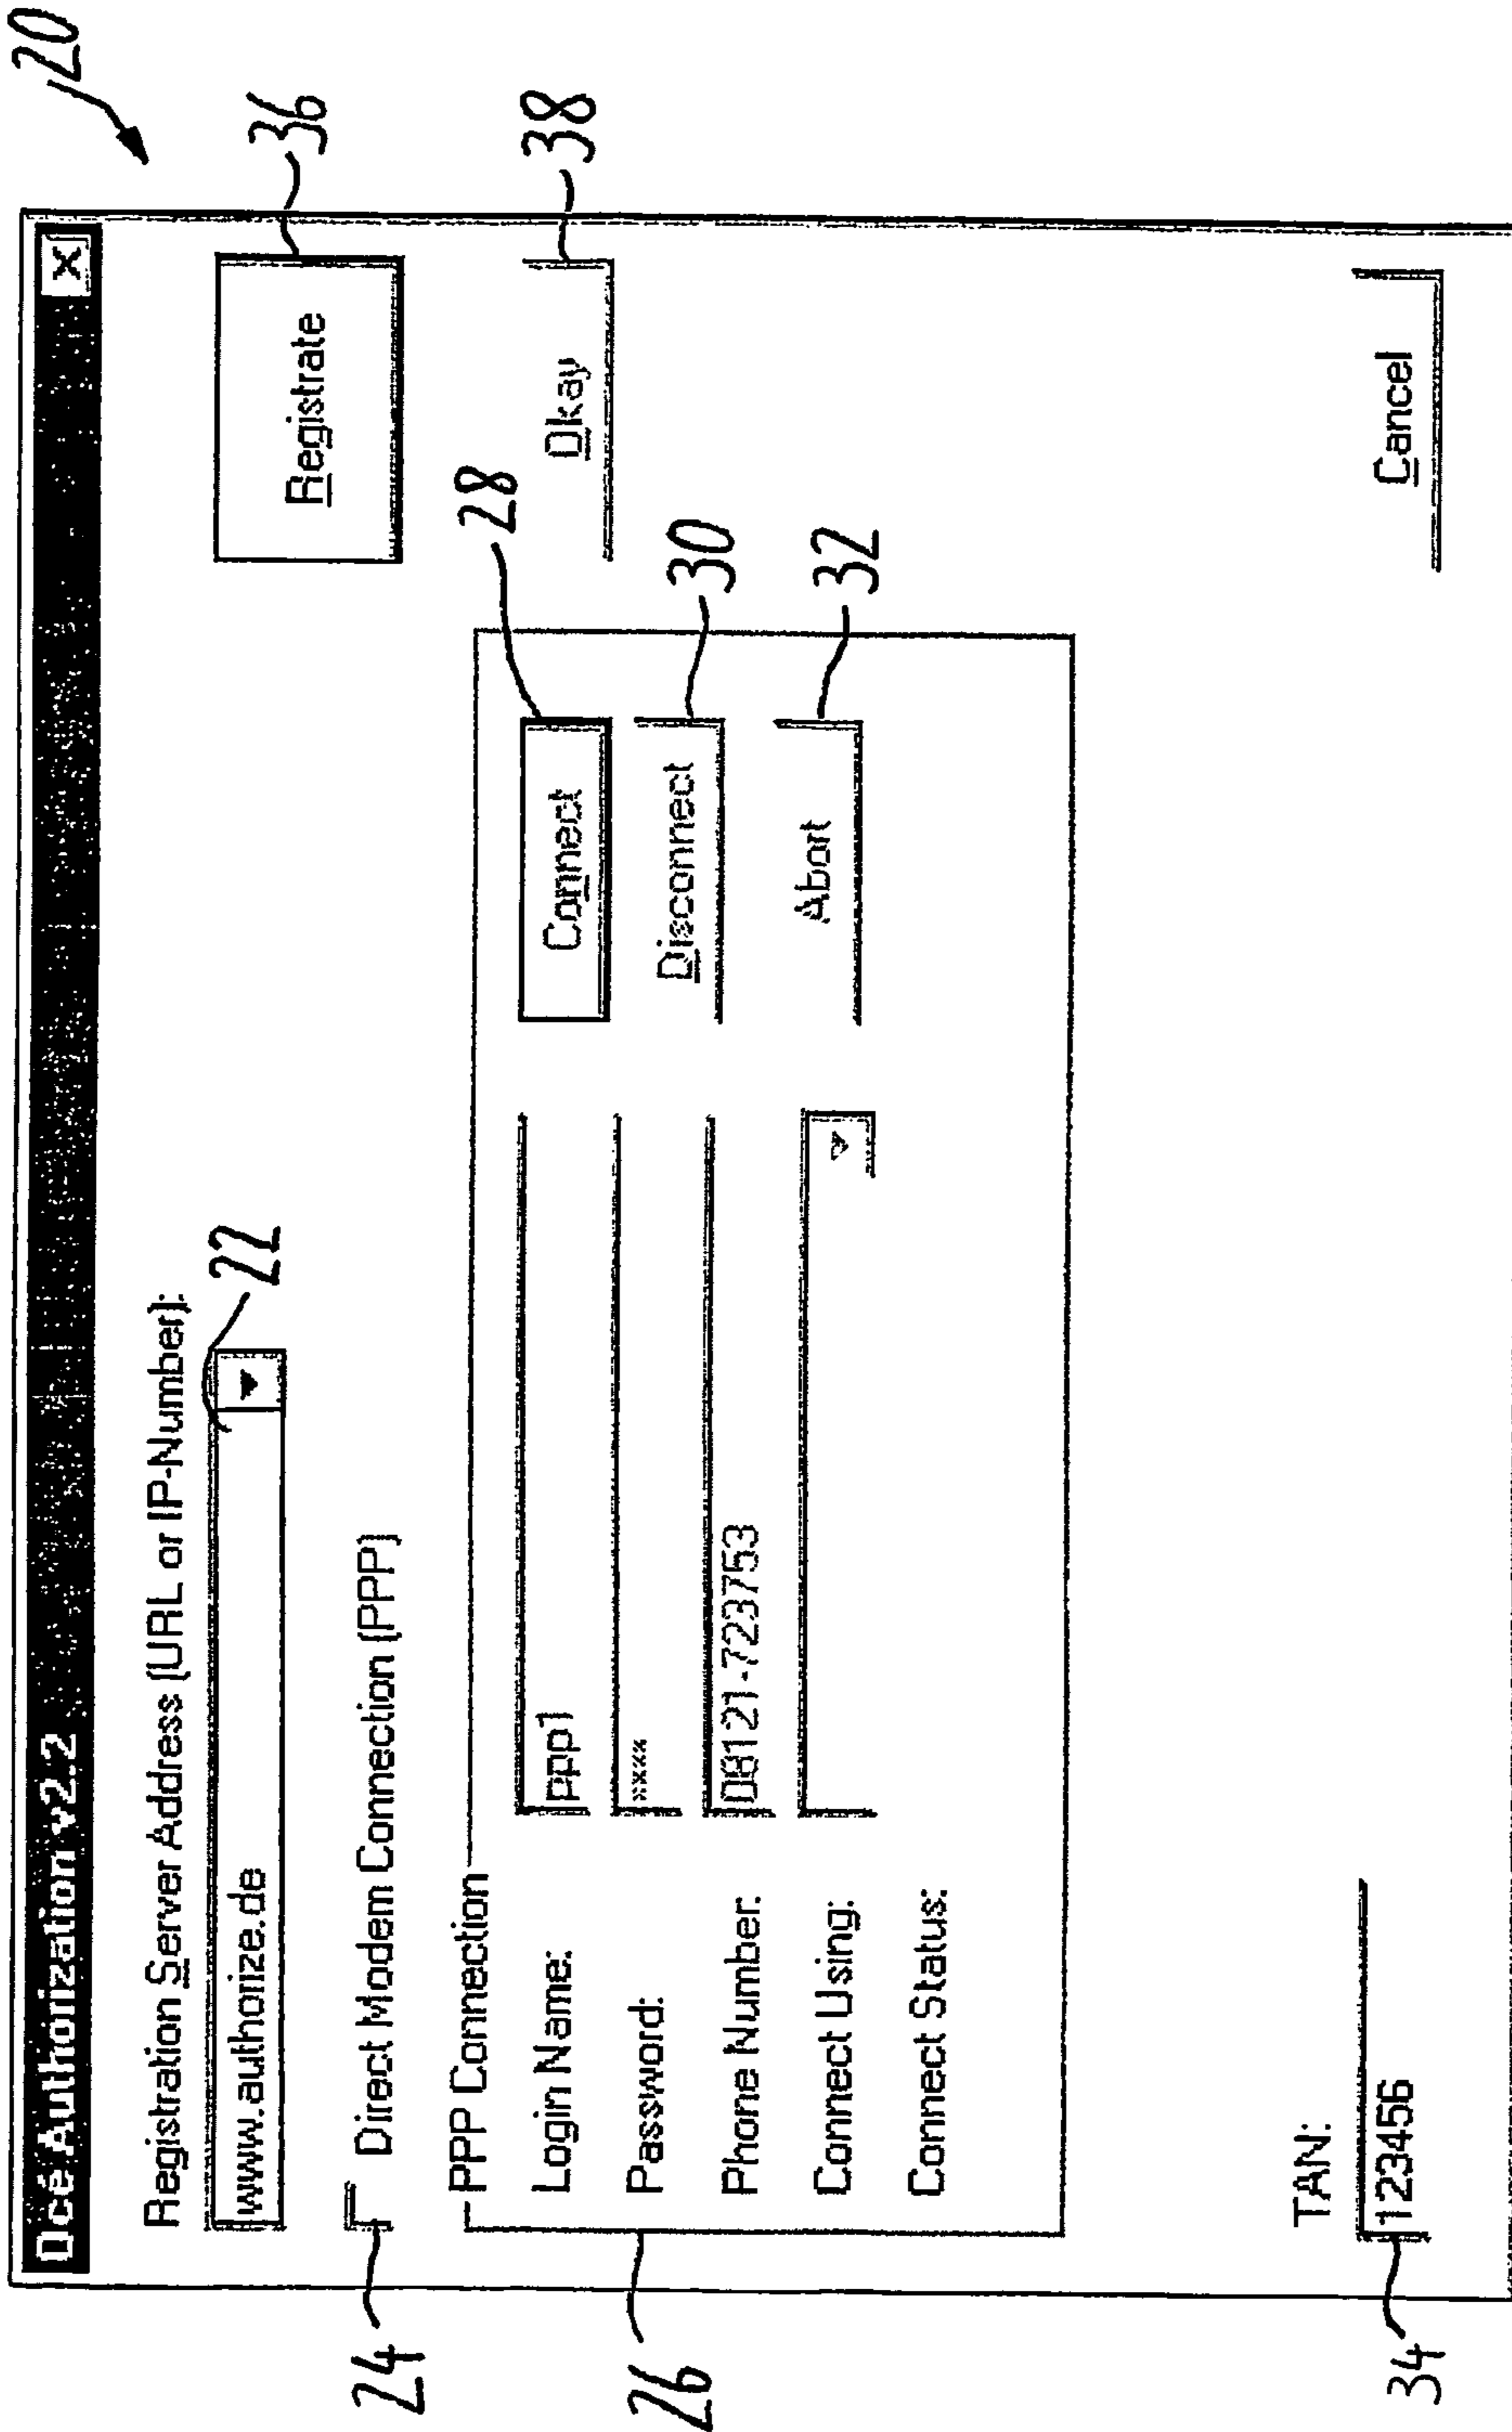 20
Oce Authorization v2.2
X
Registration Server Address (URL or IP-Number):
22
www.authorize.de
Registrate
36
24
Direct Modem Connection (PPP)
PPP Connection
26
Login Name:
ppp1
Connect
28
Okay
38
Password:
xxxx
Disconnect
30
Phone Number:
08121-723753
Connect Using:
Abort
32
Connect Status:
TAN:
34
123456
Cancel